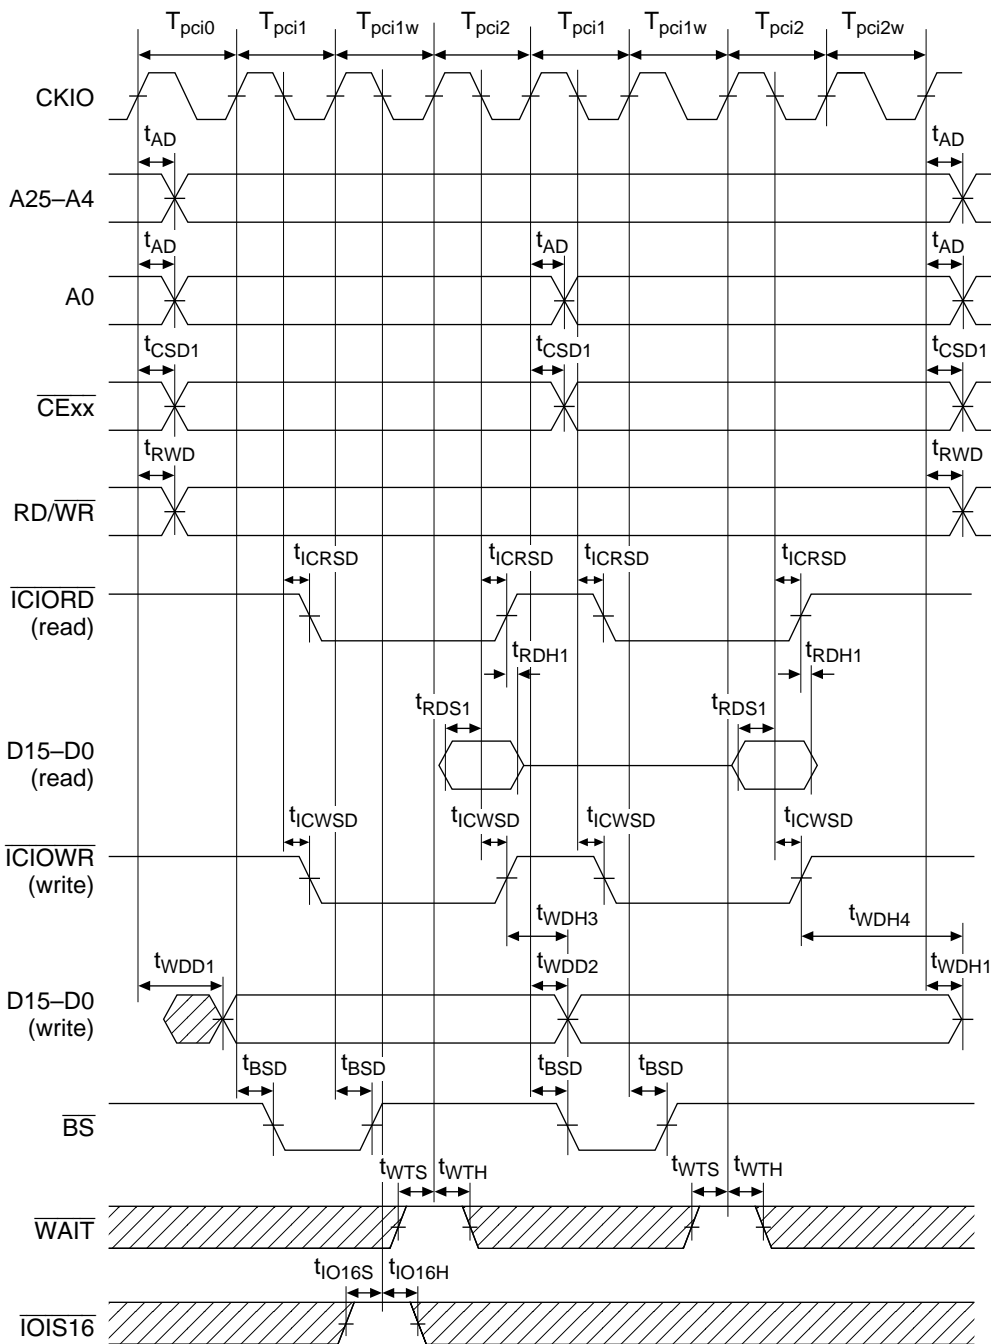 Tpci0 Tpci1 Tpci1w Tpci2 Tpci1 Tpci1w Tpci2 Tpci2w
CKIO
tAD tAD
A25–A4
tAD tAD tAD
A0
tCSD1 tCSD1 tCSD1
CExx
tRWD tRWD
RD/WR
tICRSD tICRSD tICRSD tICRSD
ICIORD
(read)
tRDH1 tRDH1
tRDS1 tRDS1
D15–D0
(read)
tICWSD tICWSD tICWSD tICWSD
ICIOWR
(write)
tWDH3 tWDH4
tWDD1 tWDD2 tWDH1
D15–D0
(write)
tBSD tBSD tBSD tBSD
BS
tWTS tWTH tWTS tWTH
WAIT
tIO16S tIO16H
IOIS16